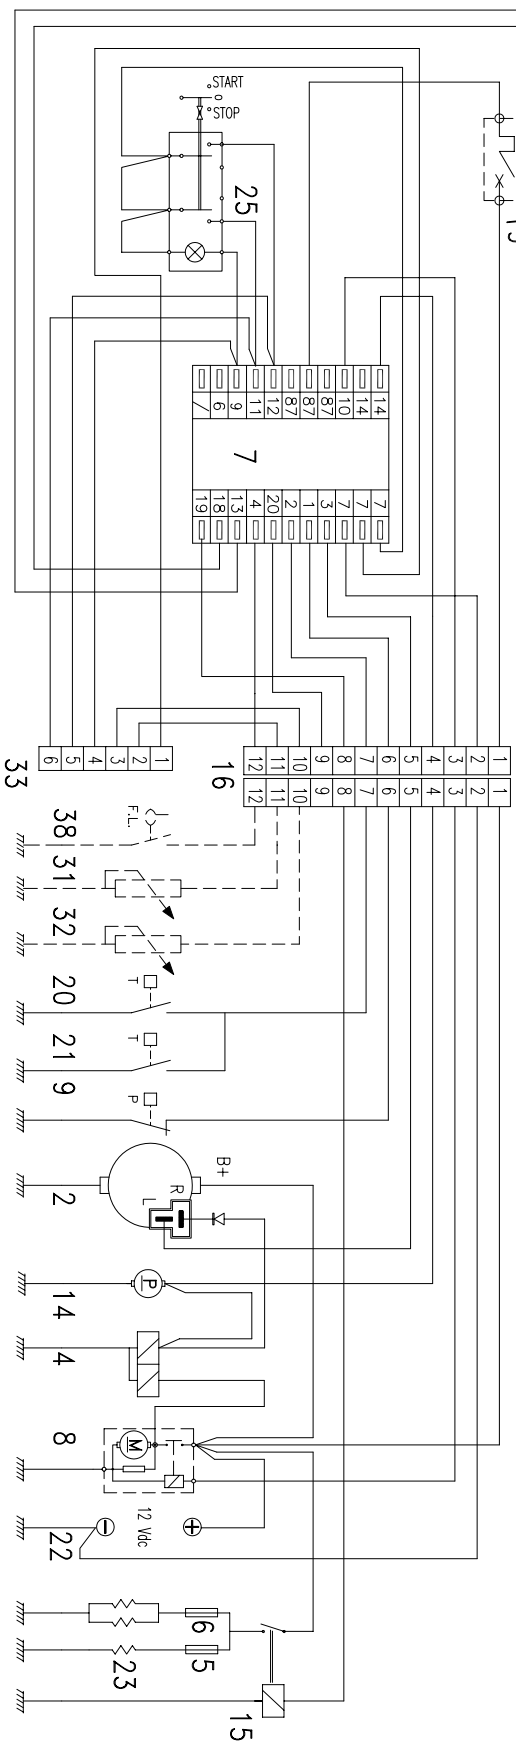 START
O
STOP
25
15
/ 6 9 11 12 87 87 87 10 14 14
7
19 18 13 4 20 2 1 3 7 7 7
33
6 5 4 3 2 1
16
12 11 10 9 8 7 6 5 4 3 2 1
12 11 10 9 8 7 6 5 4 3 2 1
38
F.L.
31
32
20
T
21
T
9
P
2
B+
R
L
14
P
4
8
M
22
12 Vdc
6
5
23
15